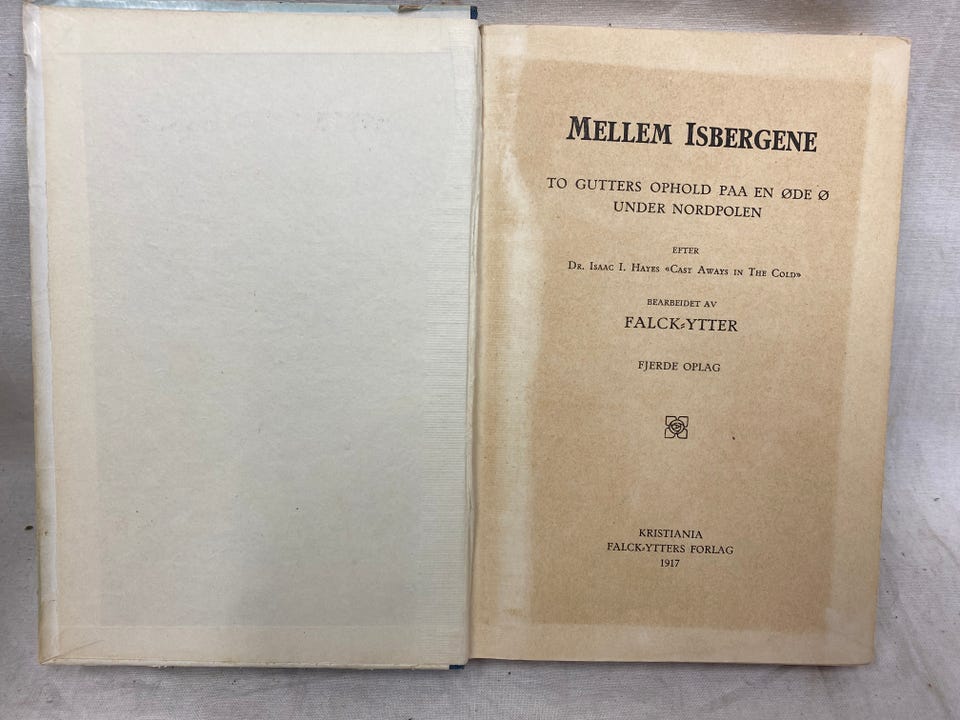 MELLEM ISBERGENE
TO GUTTERS OPHOLD PAA EN ØDE Ø
UNDER NORDPOLEN
EFTER
DR. ISAAC I. HAYES «CAST AWAYS IN THE COLD»
BEARBEIDET AV
FALCK-YTTER
FJERDE OPLAG
KRISTIANIA
FALCK-YTTERS FORLAG
1917